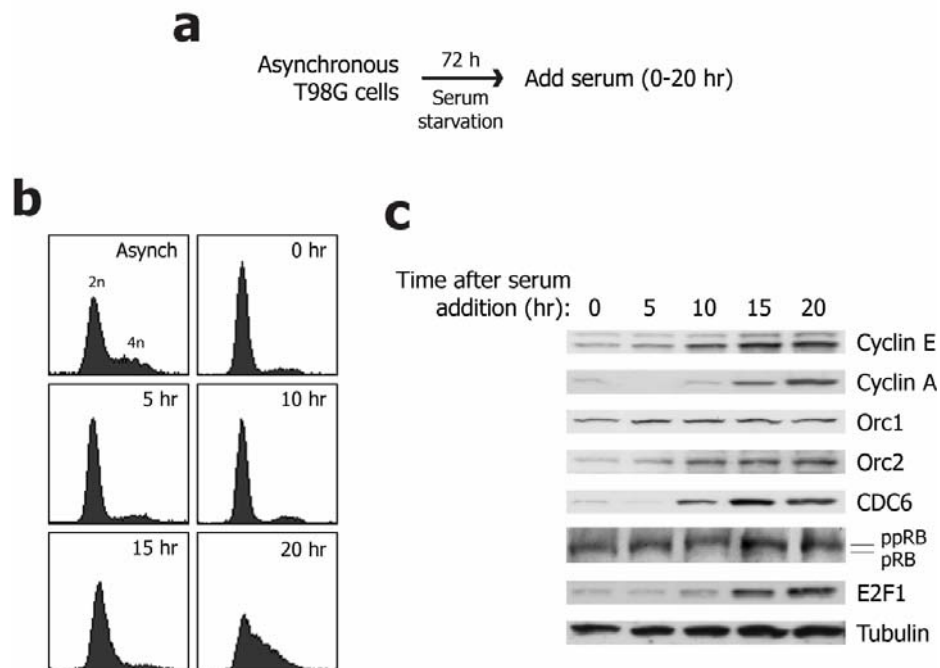 a
Asynchronous
T98G cells
72 h
Serum
starvation
Add serum (0-20 hr)
b
Asynch
2n
4n
0 hr
5 hr
10 hr
15 hr
20 hr
c
Time after serum
addition (hr): 0 5 10 15 20
Cyclin E
Cyclin A
Orc1
Orc2
CDC6
ppRB
pRB
E2F1
Tubulin